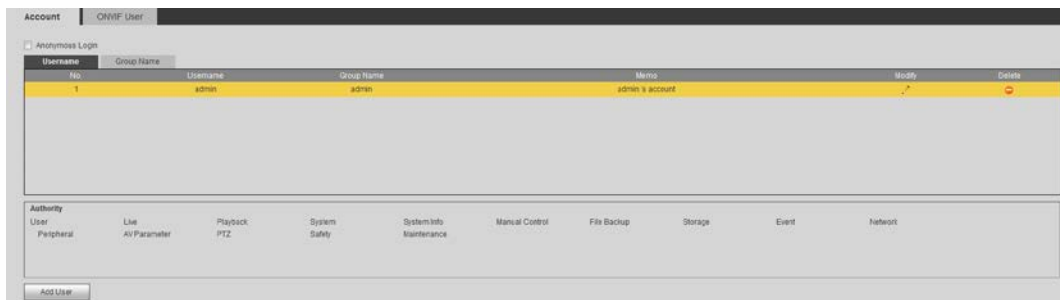 Account ONVIF User
Anonymous Login
Username Group Name
No. Username Group Name Memo Modify Delete
1 admin admin admin 's account
Authority
User Live Playback System System Info Manual Control File Backup Storage Event Network
Peripheral AV Parameter PTZ Safety Maintenance
Add User